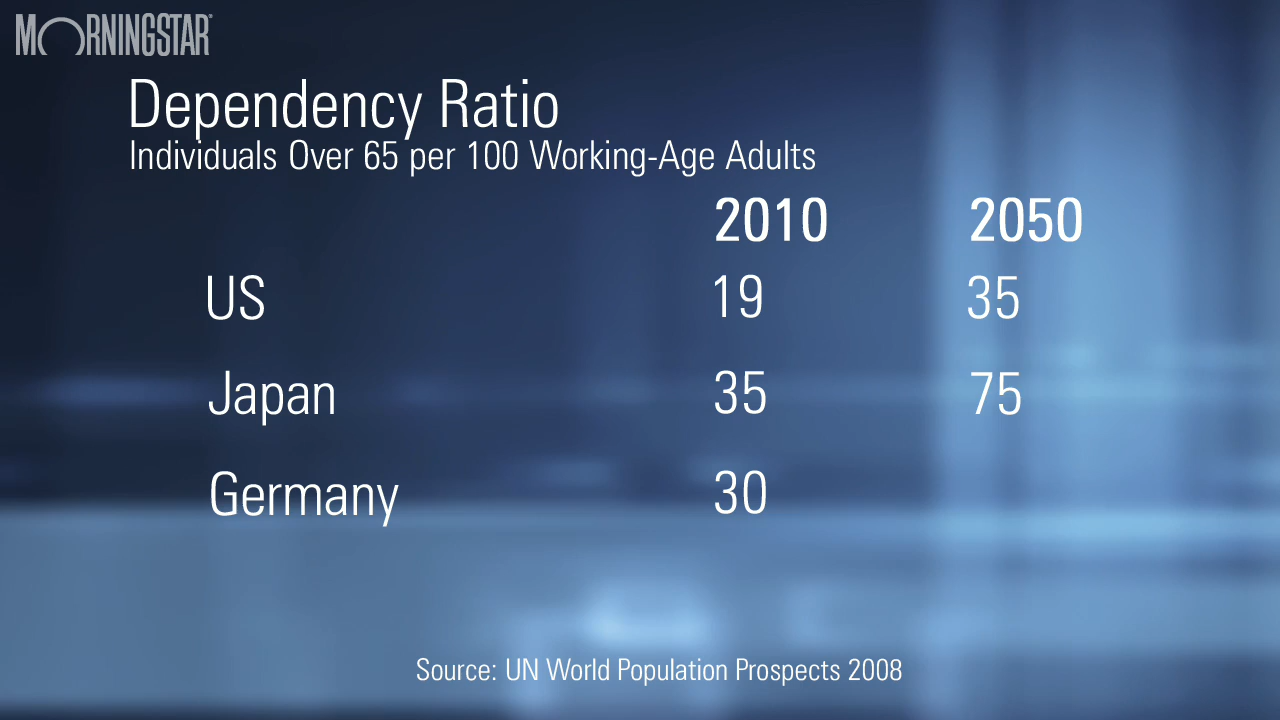 MORNINGSTAR®
Dependency Ratio
Individuals Over 65 per 100 Working-Age Adults
2010 2050
US 19 35
Japan 35 75
Germany 30
Source: UN World Population Prospects 2008